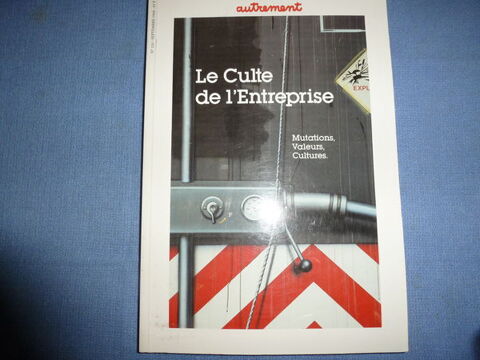 autrement
Le Culte
de l'Entreprise
EXPL
Mutations,
Valeurs,
Cultures.